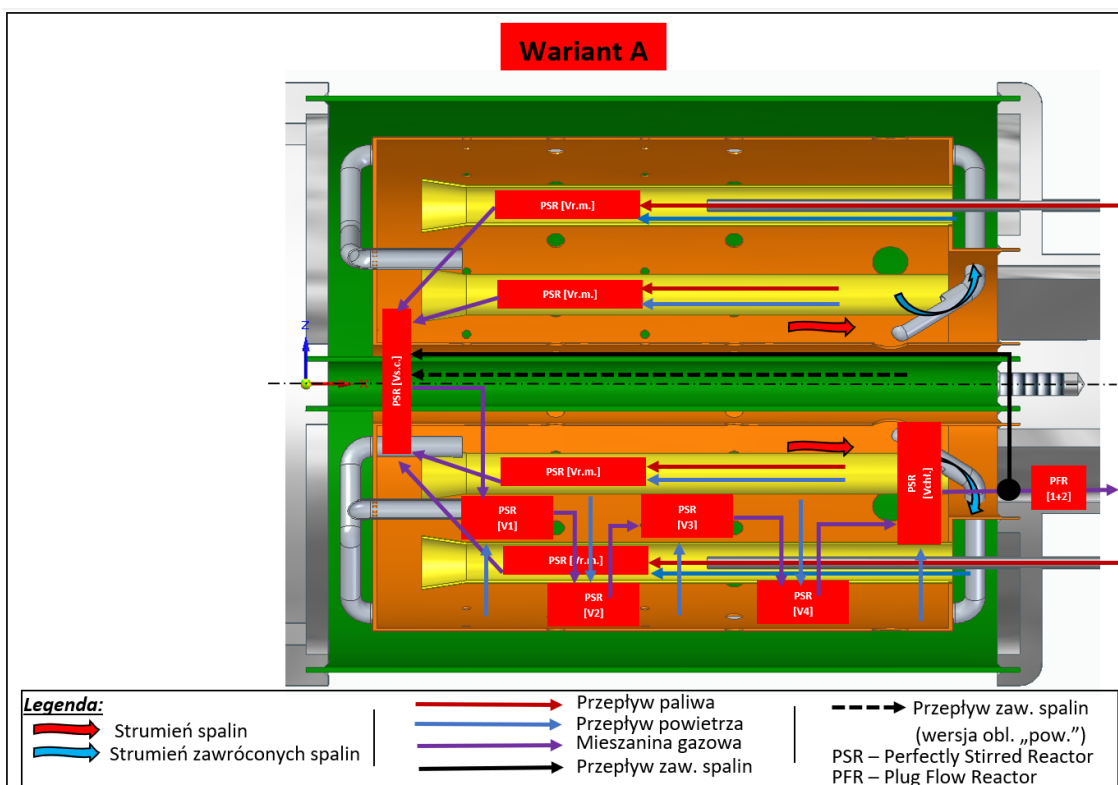 Wariant A
PSR [Vr.m.]
PSR [Vr.m.]
Z
X
PSR [Vs.c.]
PSR [Vr.m.]
PSR
[V1]
PSR
[V3]
PSR
[Vchł.]
PFR
[1+2]
PSR [Vr.m.]
PSR
[V2]
PSR
[V4]
Legenda:
Strumień spalin
Strumień zawróconych spalin
Przepływ paliwa
Przepływ powietrza
Mieszanina gazowa
Przepływ zaw. spalin
Przepływ zaw. spalin
(wersja obl. „pow.”)
PSR – Perfectly Stirred Reactor
PFR – Plug Flow Reactor